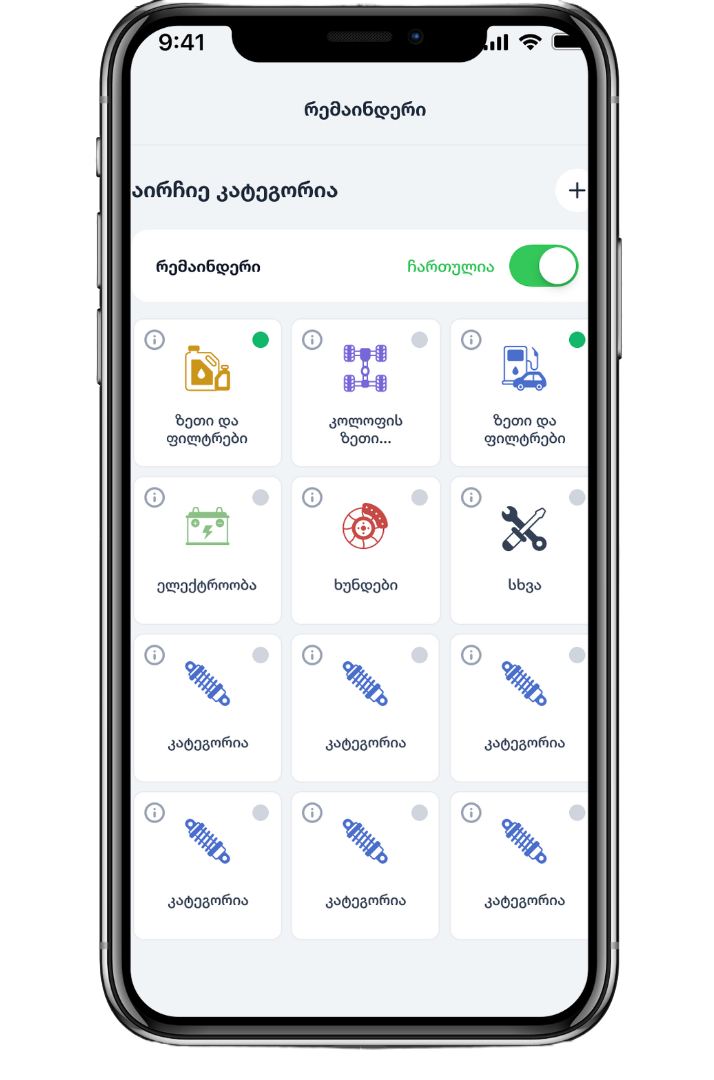 9:41
რემაინდერი
აირჩიე კატეგორია
რემაინდერი
ჩართულია
ზეთი და
ფილტრები
კოლოფის
ზეთი...
ზეთი და
ფილტრები
ელექტროობა
ხუნდები
სხვა
კატეგორია
კატეგორია
კატეგორია
კატეგორია
კატეგორია
კატეგორია